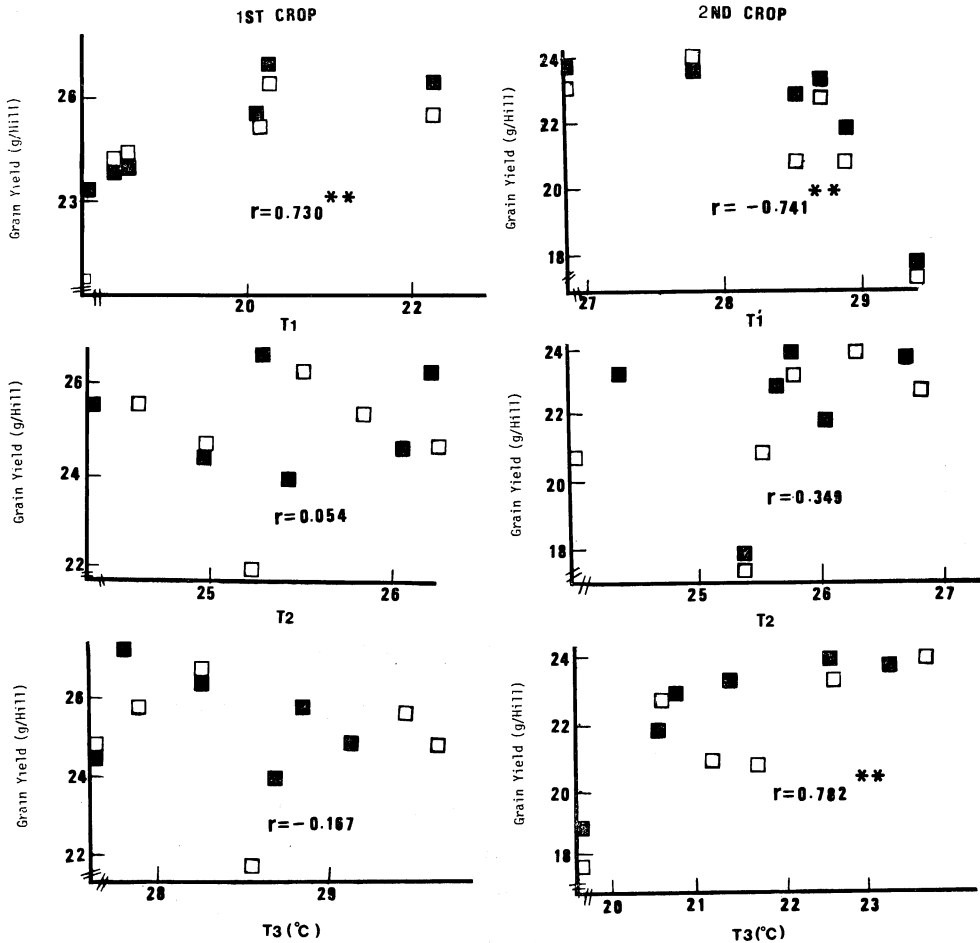 1ST CROP
Grain Yield (g/Hill)
26
23
r=0.730**
20 22
T1
2ND CROP
Grain Yield (g/Hill)
24
22
20
18
r= -0.741**
27 28 29
T1́
Grain Yield (g/Hill)
26
24
22
r=0.054
25 26
T2
Grain Yield (g/Hill)
24
22
20
18
r=0.349
25 26 27
T2
Grain Yield (g/Hill)
26
24
22
r=-0.167
28 29
T3(°C)
Grain Yield (g/Hill)
24
22
20
18
r=0.782**
20 21 22 23
T3(°C)